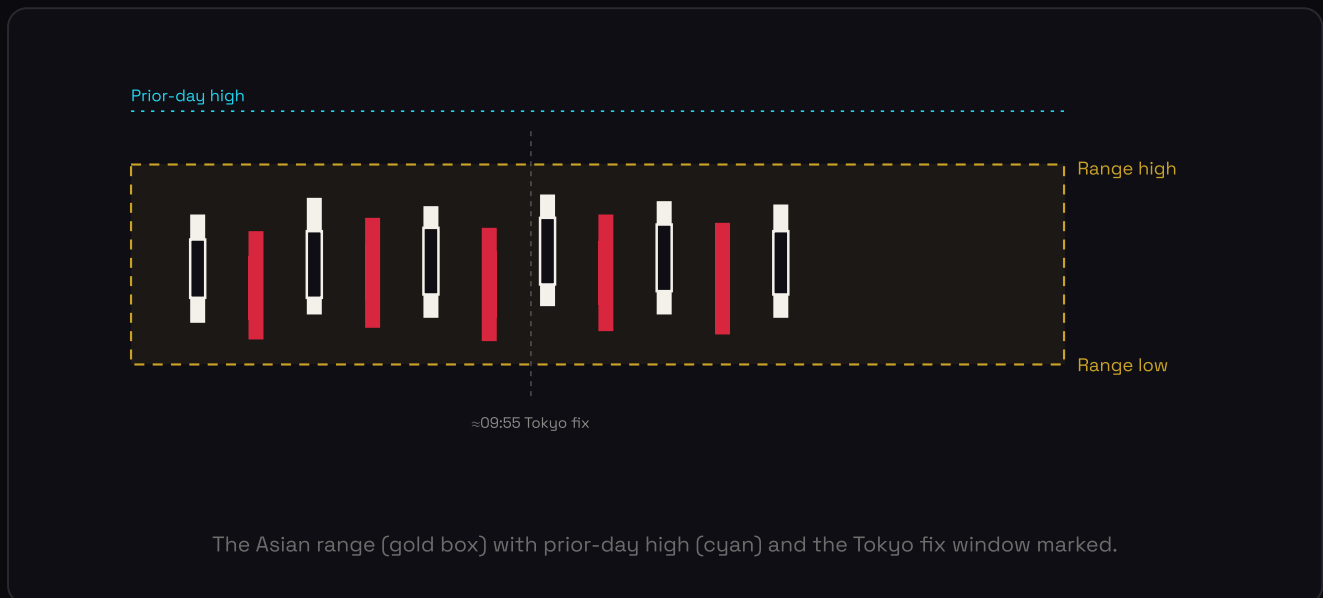 Prior-day high
Range high
Range low
≈09:55 Tokyo fix
The Asian range (gold box) with prior-day high (cyan) and the Tokyo fix window marked.